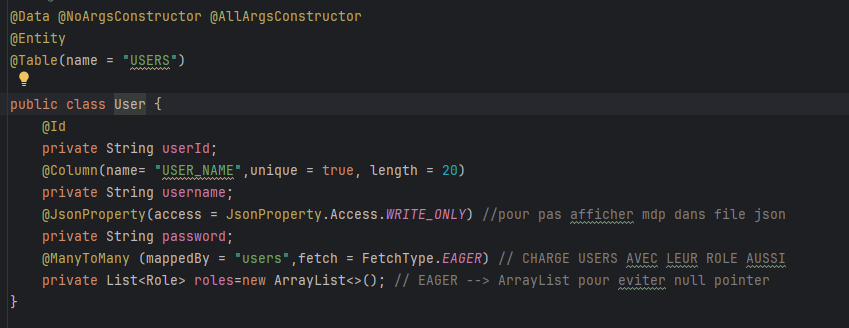 @Data @NoArgsConstructor @AllArgsConstructor
@Entity
@Table(name = "USERS")
public class User {
@Id
private String userId;
@Column(name= "USER_NAME",unique = true, length = 20)
private String username;
@JsonProperty(access = JsonProperty.Access.WRITE_ONLY) //pour pas afficher mdp dans file json
private String password;
@ManyToMany (mappedBy = "users",fetch = FetchType.EAGER) // CHARGE USERS AVEC LEUR ROLE AUSSI
private List<Role> roles=new ArrayList<>(); // EAGER --> ArrayList pour eviter null pointer
}